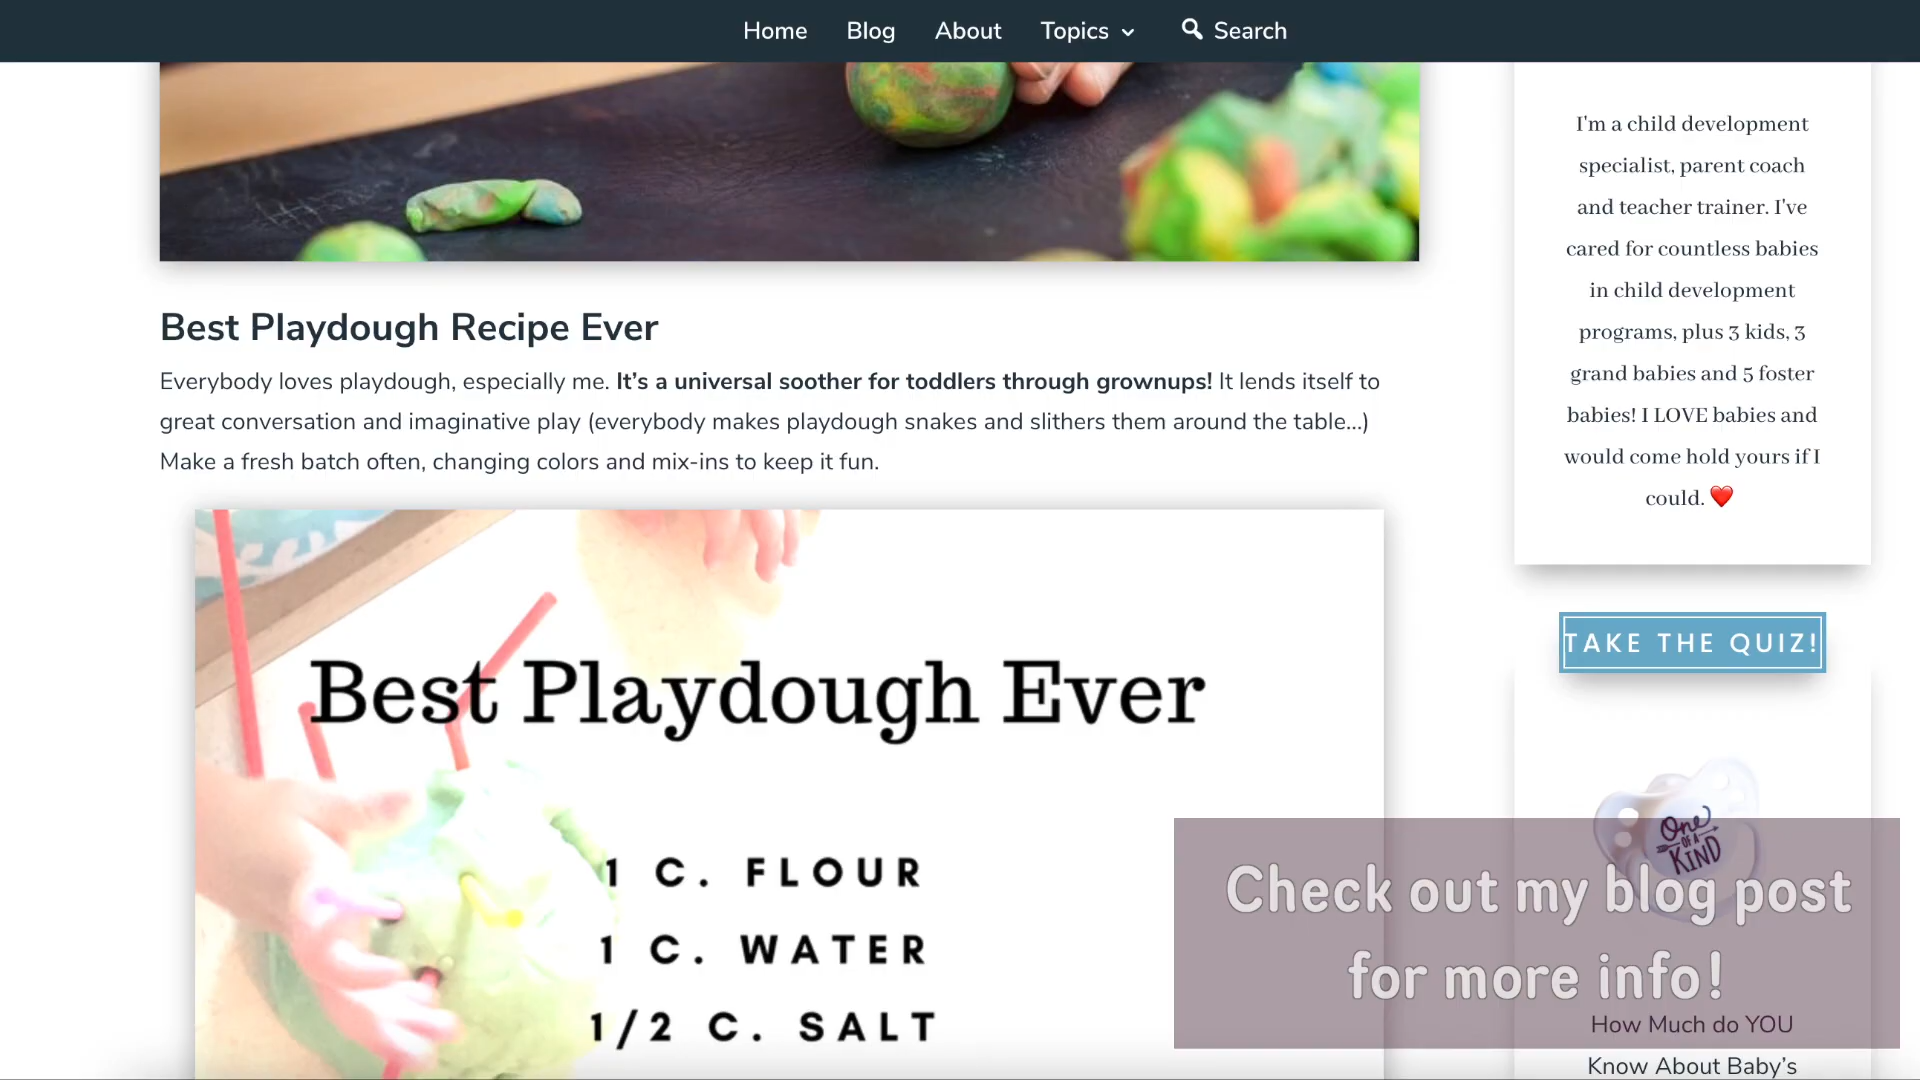 Home Blog About Topics Search
I'm a child development
specialist, parent coach
and teacher trainer. I've
cared for countless babies
in child development
programs, plus 3 kids, 3
grand babies and 5 foster
babies! I LOVE babies and
would come hold yours if I
could. ❤️
Best Playdough Recipe Ever
Everybody loves playdough, especially me. It’s a universal soother for toddlers through grownups! It lends itself to
great conversation and imaginative play (everybody makes playdough snakes and slithers them around the table...)
Make a fresh batch often, changing colors and mix-ins to keep it fun.
Best Playdough Ever
1 C. FLOUR
1 C. WATER
1/2 C. SALT
TAKE THE QUIZ!
One
OF A
KIND
Check out my blog post
for more info!
How Much do YOU
Know About Baby’s